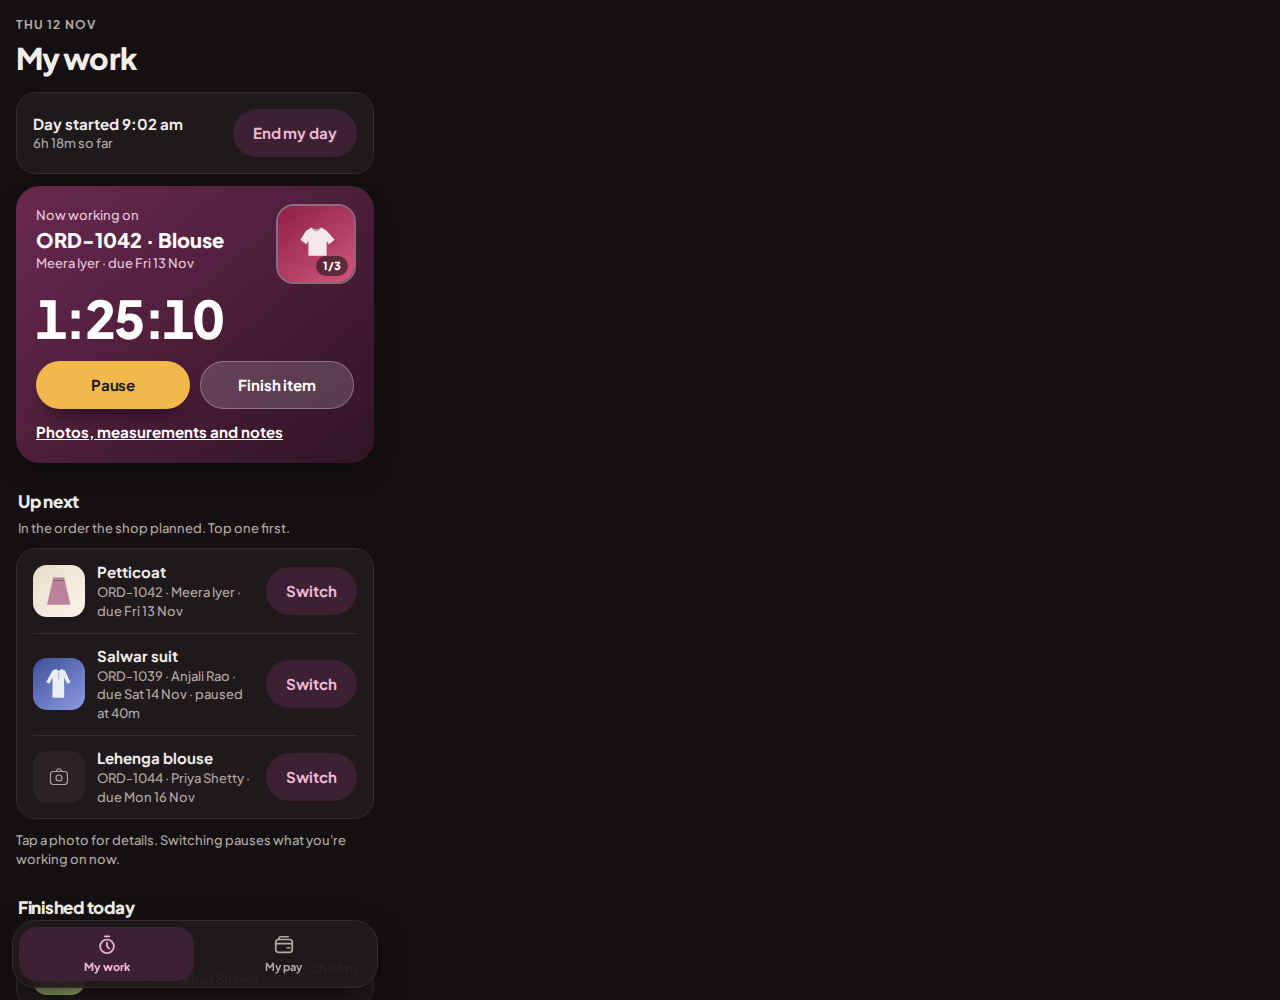 THU 12 NOV
My work
Day started 9:02 am
6h 18m so far
End my day
Now working on
ORD-1042 · Blouse
Meera Iyer · due Fri 13 Nov
1/3
1:25:10
Pause
Finish item
Photos, measurements and notes
Up next
In the order the shop planned. Top one first.
Petticoat
ORD-1042 · Meera Iyer ·
due Fri 13 Nov
Switch
Salwar suit
ORD-1039 · Anjali Rao ·
due Sat 14 Nov · paused
at 40m
Switch
Lehenga blouse
ORD-1044 · Priya Shetty ·
due Mon 16 Nov
Switch
Tap a photo for details. Switching pauses what you're
working on now.
Finished today
My work
My pay
2h 05m
Sheikh